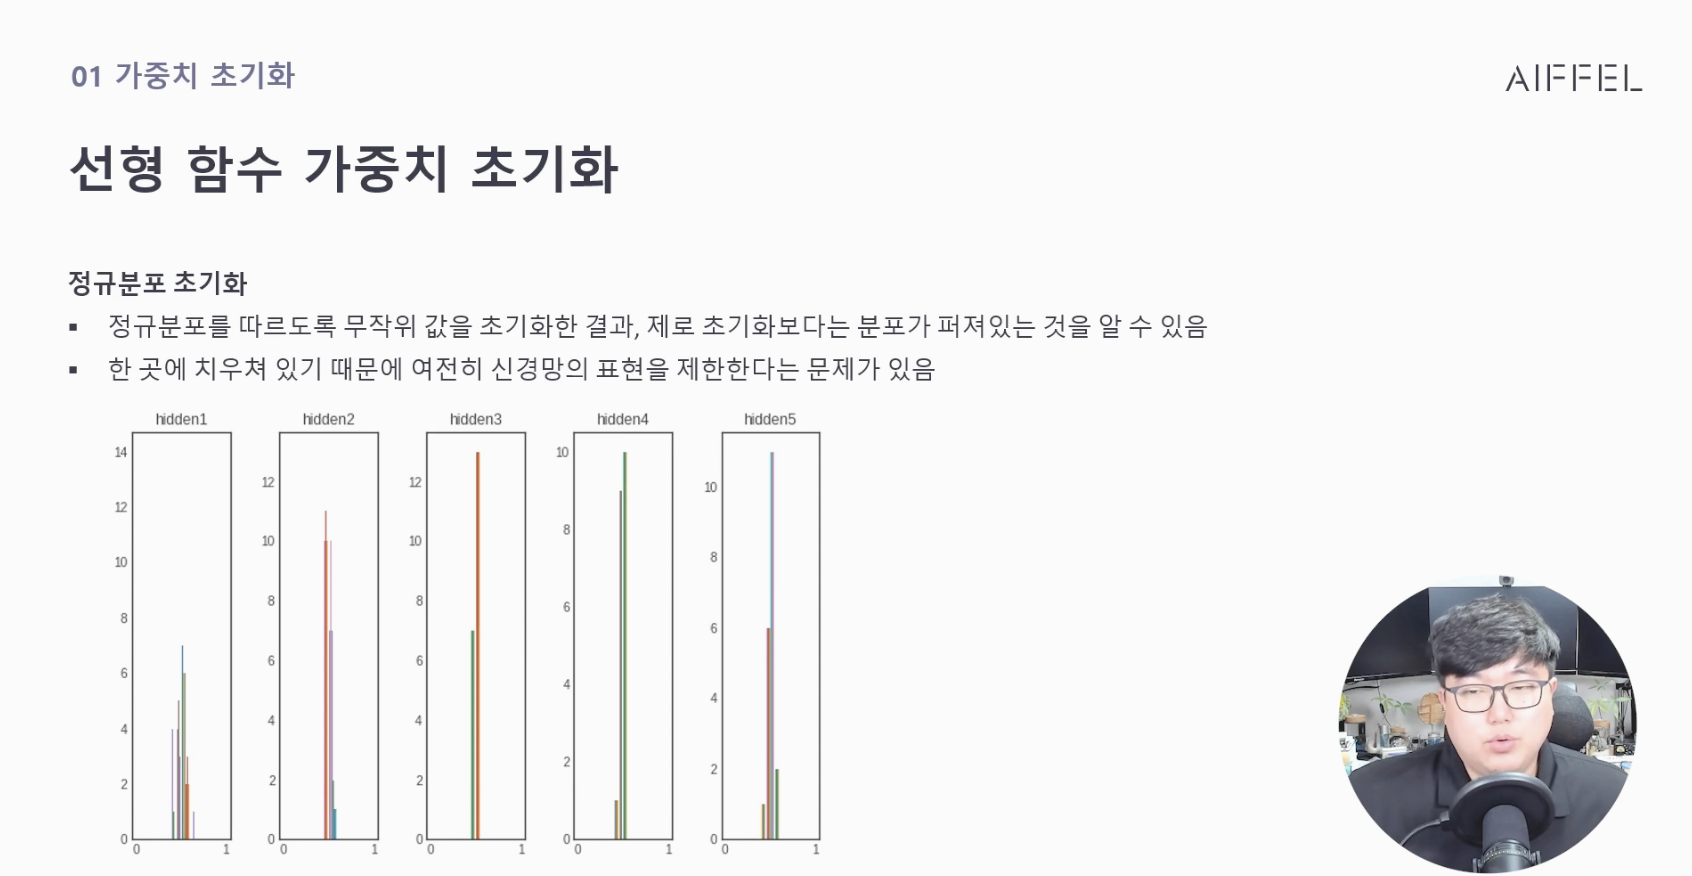 01 가중치 초기화
AIFFEL
선형 함수 가중치 초기화
정규분포 초기화
▪ 정규분포를 따르도록 무작위 값을 초기화한 결과, 제로 초기화보다는 분포가 퍼져있는 것을 알 수 있음
▪ 한 곳에 치우쳐 있기 때문에 여전히 신경망의 표현을 제한한다는 문제가 있음
hidden1 hidden2 hidden3 hidden4 hidden5
14 12 10 8 6 4 2 0
12 10 8 6 4 2 0
12 10 8 6 4 2 0
10 8 6 4 2 0
10 8 6 4 2 0
0 1 0 1 0 1 0 1 0 1